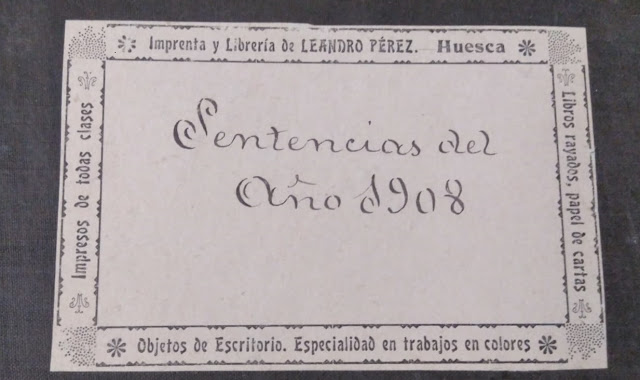 Imprenta y Librería de LEANDRO PÉREZ. Huesca
Impresos de todas clases
Sentencias del
Año 1908
Libros rayados, papel de cartas
Objetos de Escritorio. Especialidad en trabajos en colores